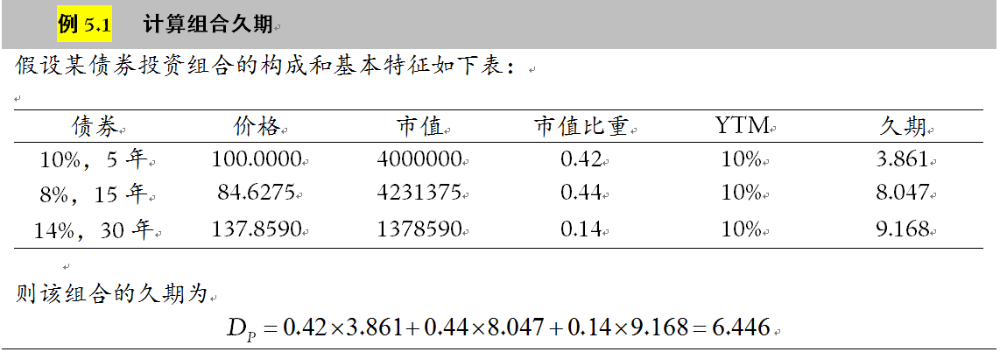 例 5.1 计算组合久期
假设某债券投资组合的构成和基本特征如下表：
债券 价格 市值 市值比重 YTM 久期
10%，5 年 100.0000 4000000 0.42 10% 3.861
8%，15 年 84.6275 4231375 0.44 10% 8.047
14%，30 年 137.8590 1378590 0.14 10% 9.168
则该组合的久期为
D_P = 0.42×3.861+0.44×8.047+0.14×9.168=6.446